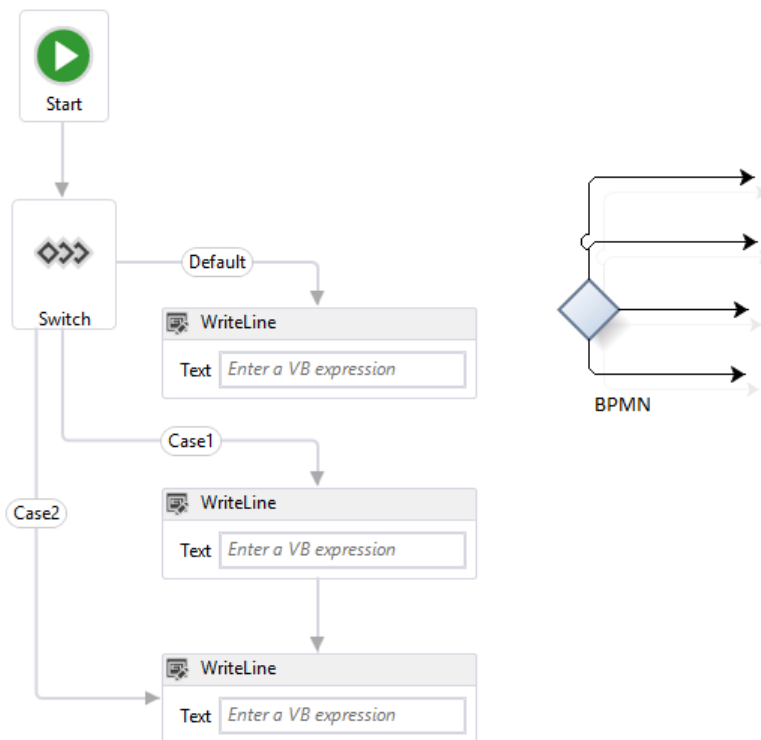 Start
Switch
Default
WriteLine
Text Enter a VB expression
BPMN
Case1
WriteLine
Case2
Text Enter a VB expression
WriteLine
Text Enter a VB expression